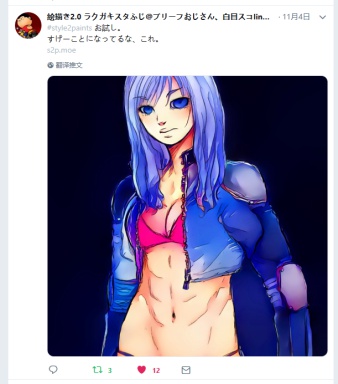 絵描き2.0 ラクガキスタふじ@ブリーフおじさん、白目スコlin... · 11月4日
#style2paints お試し。
すげーことになってるな、これ。
s2p.moe
翻译推文
3
12